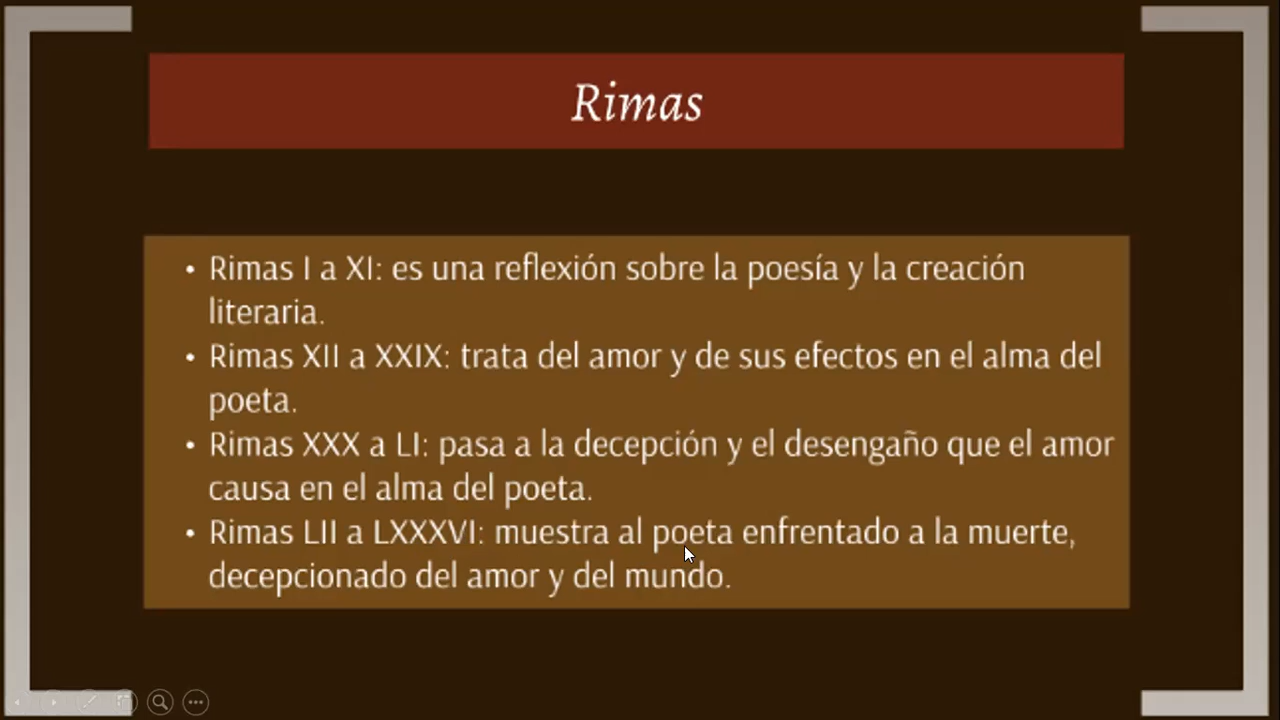 Rimas
• Rimas I a XI: es una reflexión sobre la poesía y la creación
literaria.
• Rimas XII a XXIX: trata del amor y de sus efectos en el alma del
poeta.
• Rimas XXX a LI: pasa a la decepción y el desengaño que el amor
causa en el alma del poeta.
• Rimas LII a LXXXVI: muestra al poeta enfrentado a la muerte,
decepcionado del amor y del mundo.